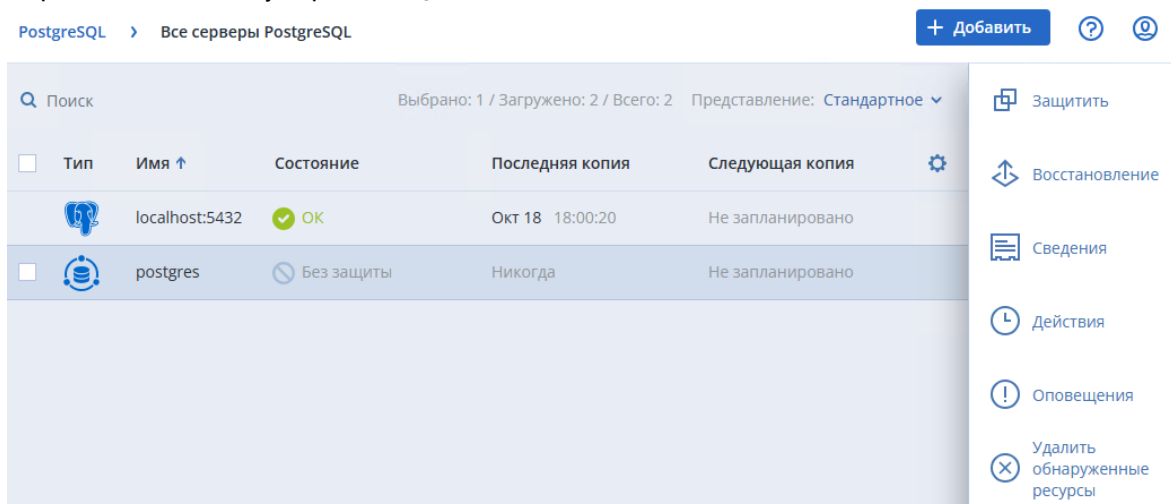 PostgreSQL > Все серверы PostgreSQL
+ Добавить
Поиск
Выбрано: 1 / Загружено: 2 / Всего: 2 Представление: Стандартное
Тип Имя ↑ Состояние Последняя копия Следующая копия
localhost:5432 ОК Окт 18 18:00:20 Не запланировано
postgres Без защиты Никогда Не запланировано
Защитить
Восстановление
Сведения
Действия
Оповещения
Удалить
обнаруженные
ресурсы